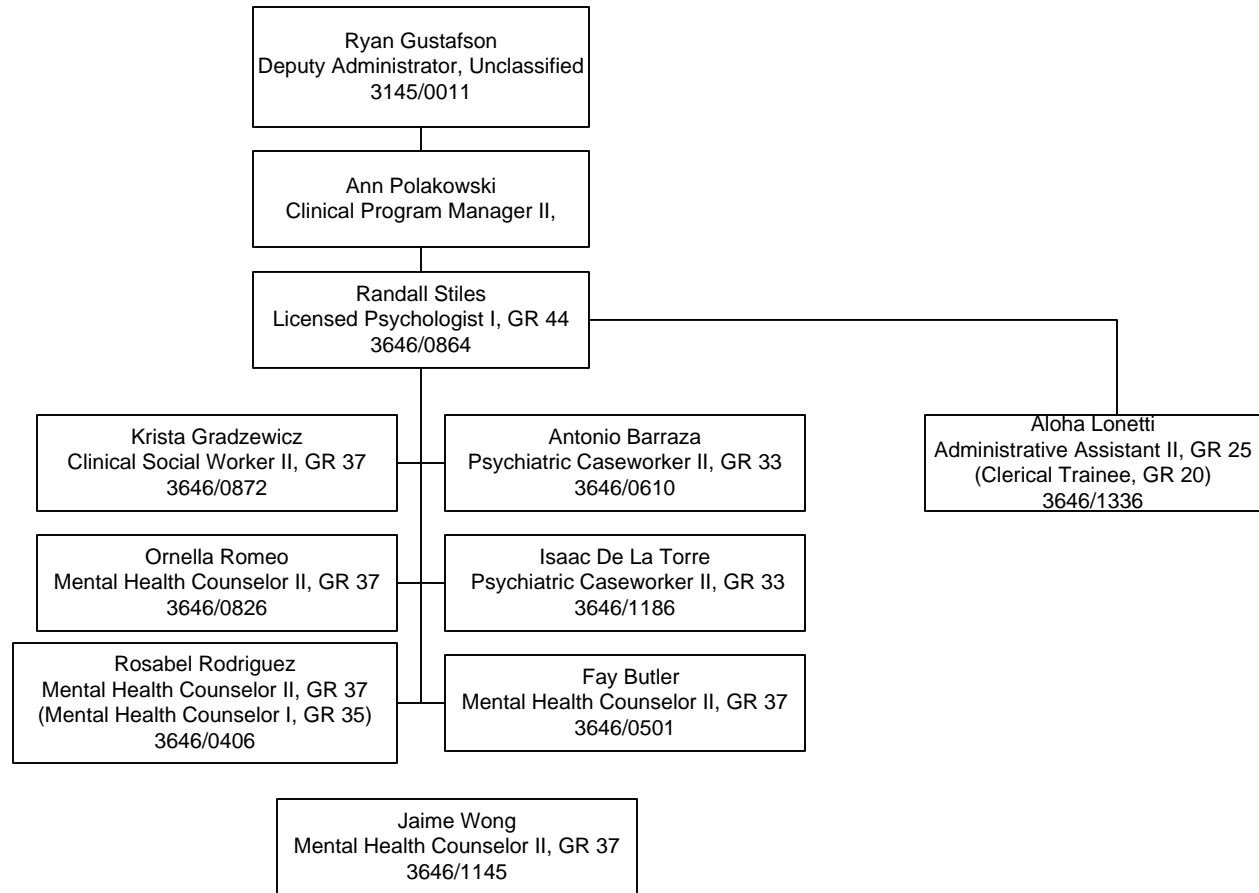 Ryan Gustafson
Deputy Administrator, Unclassified
3145/0011
Ann Polakowski
Clinical Program Manager II,
Randall Stiles
Licensed Psychologist I, GR 44
3646/0864
Krista Gradzewicz
Clinical Social Worker II, GR 37
3646/0872
Antonio Barraza
Psychiatric Caseworker II, GR 33
3646/0610
Aloha Lonetti
Administrative Assistant II, GR 25
(Clerical Trainee, GR 20)
3646/1336
Ornella Romeo
Mental Health Counselor II, GR 37
3646/0826
Isaac De La Torre
Psychiatric Caseworker II, GR 33
3646/1186
Rosabel Rodriguez
Mental Health Counselor II, GR 37
(Mental Health Counselor I, GR 35)
3646/0406
Fay Butler
Mental Health Counselor II, GR 37
3646/0501
Jaime Wong
Mental Health Counselor II, GR 37
3646/1145